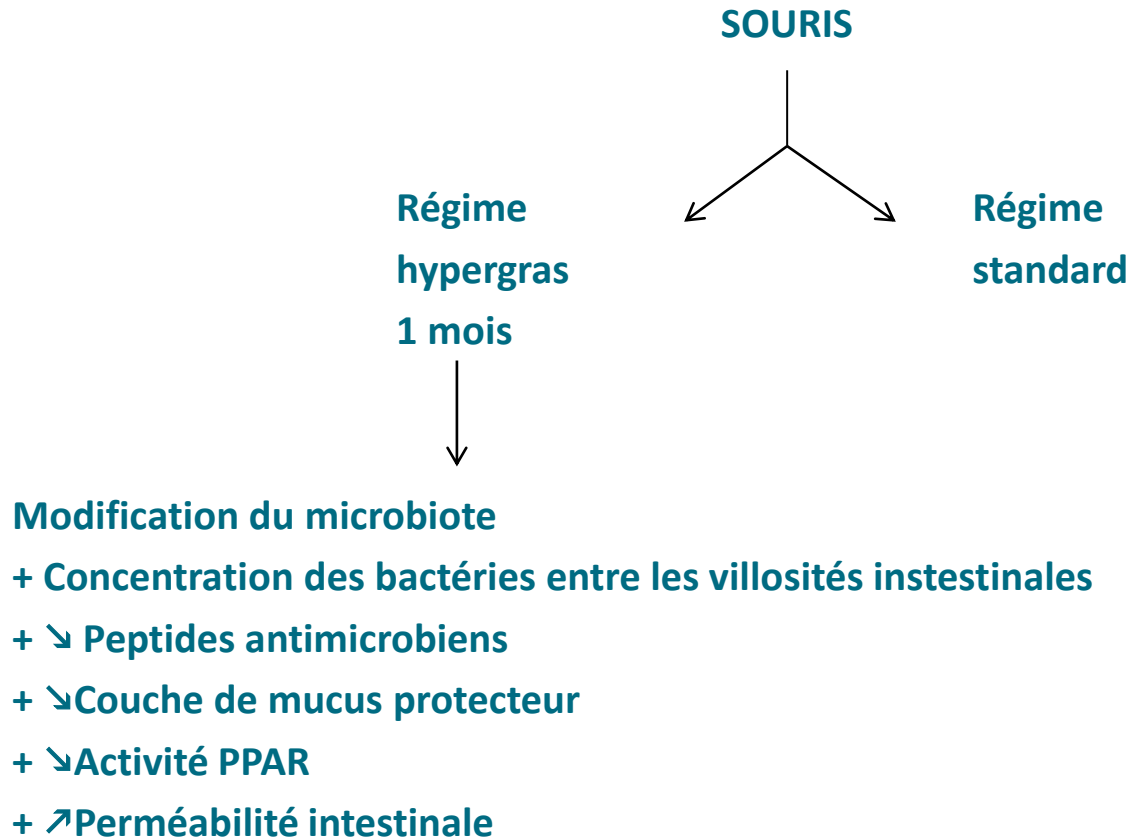 SOURIS
Régime
hypergras
1 mois
Régime
standard
Modification du microbiote
+ Concentration des bactéries entre les villosités instestinales
+ ↘ Peptides antimicrobiens
+ ↘Couche de mucus protecteur
+ ↘Activité PPAR
+ ↗Perméabilité intestinale